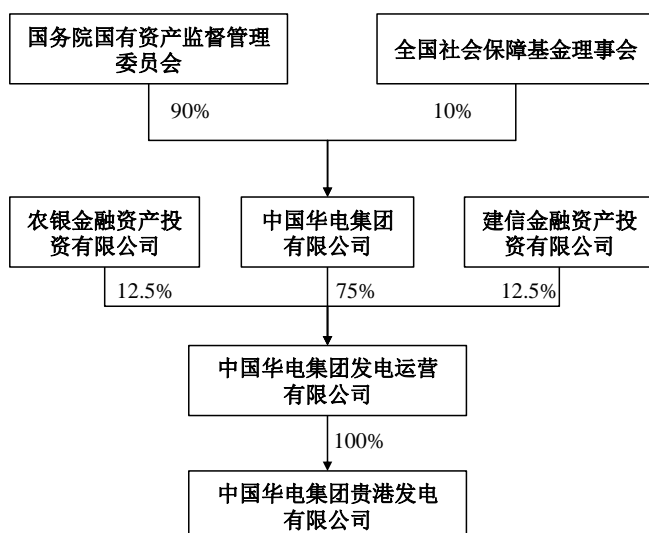 国务院国有资产监督管理
委员会
全国社会保障基金理事会
90%
10%
农银金融资产投
资有限公司
中国华电集团
有限公司
建信金融资产投
资有限公司
12.5%
75%
12.5%
中国华电集团发电运营
有限公司
100%
中国华电集团贵港发电
有限公司